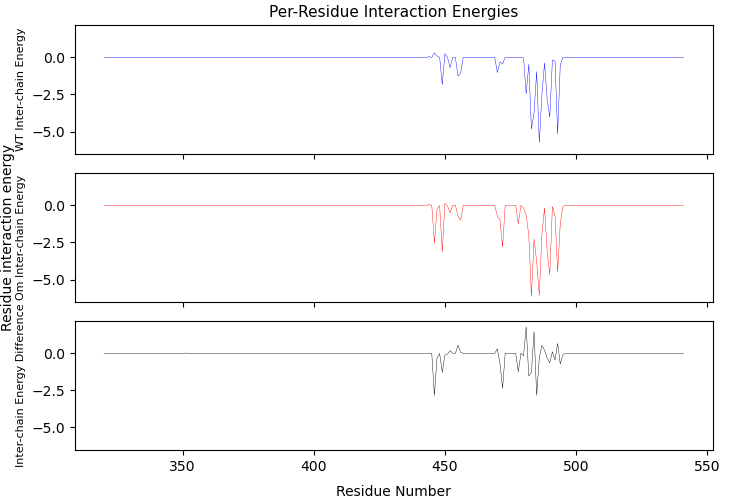 Per-Residue Interaction Energies
Residue interaction energy
WT Inter-chain Energy
0.0
−2.5
−5.0
Om Inter-chain Energy
0.0
−2.5
−5.0
Inter-chain Energy Difference
0.0
−2.5
−5.0
350 400 450 500 550
Residue Number